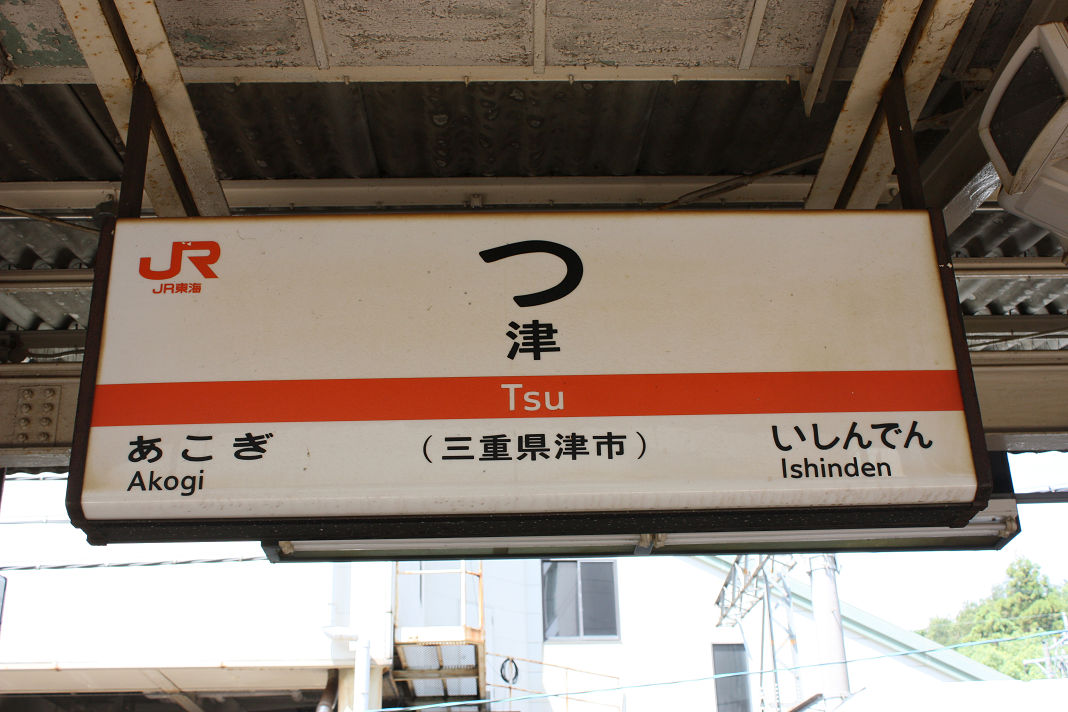 JR
JR東海
つ
津
Tsu
あこぎ
Akogi
（三重県津市）
いしんでん
Ishinden